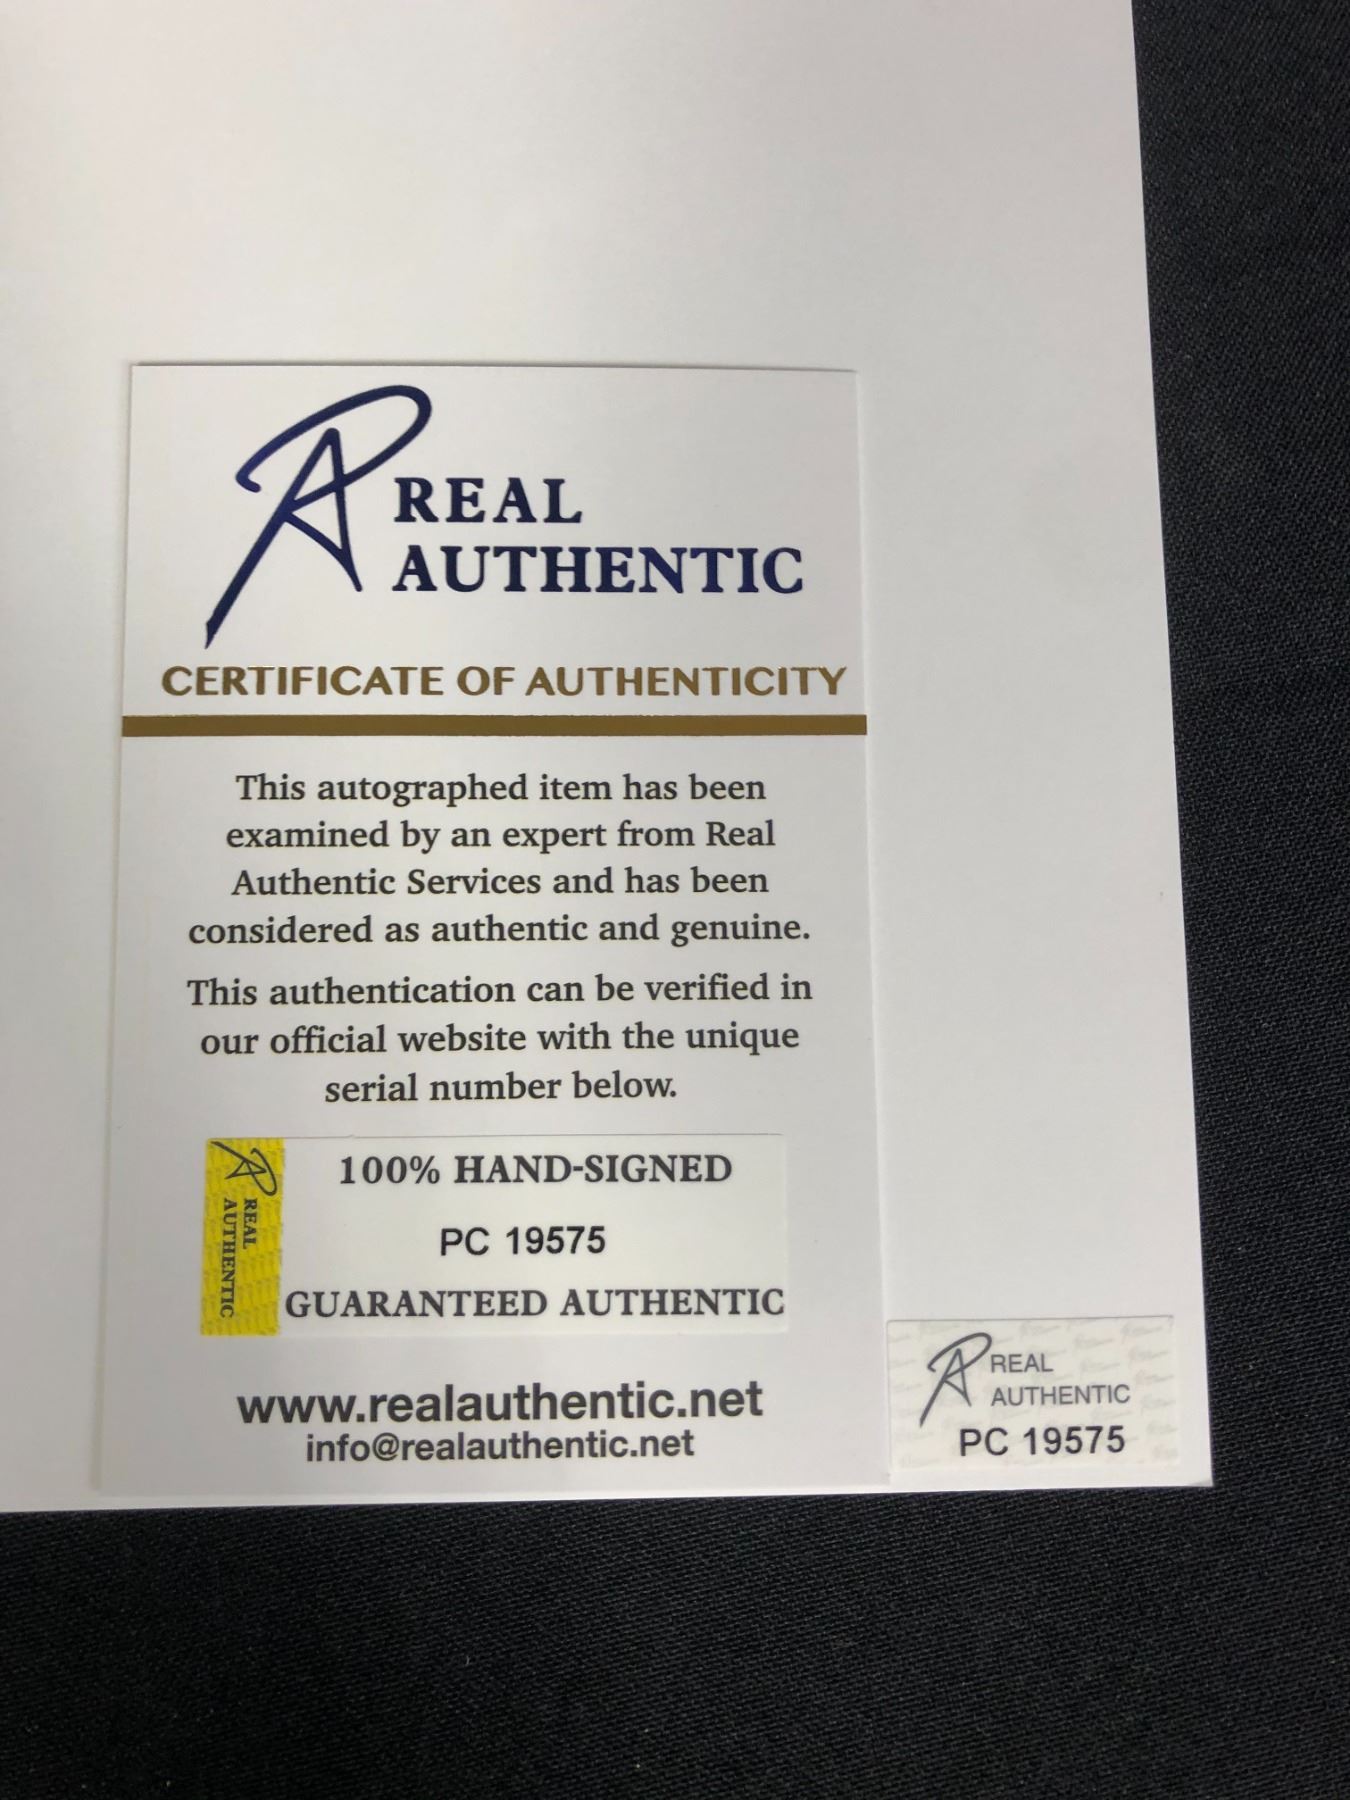 REAL
AUTHENTIC
CERTIFICATE OF AUTHENTICITY
This autographed item has been
examined by an expert from Real
Authentic Services and has been
considered as authentic and genuine.
This authentication can be verified in
our official website with the unique
serial number below.
REAL
AUTHENTIC
100% HAND-SIGNED
PC 19575
GUARANTEED AUTHENTIC
www.realauthentic.net
info@realauthentic.net
REAL
AUTHENTIC
PC 19575